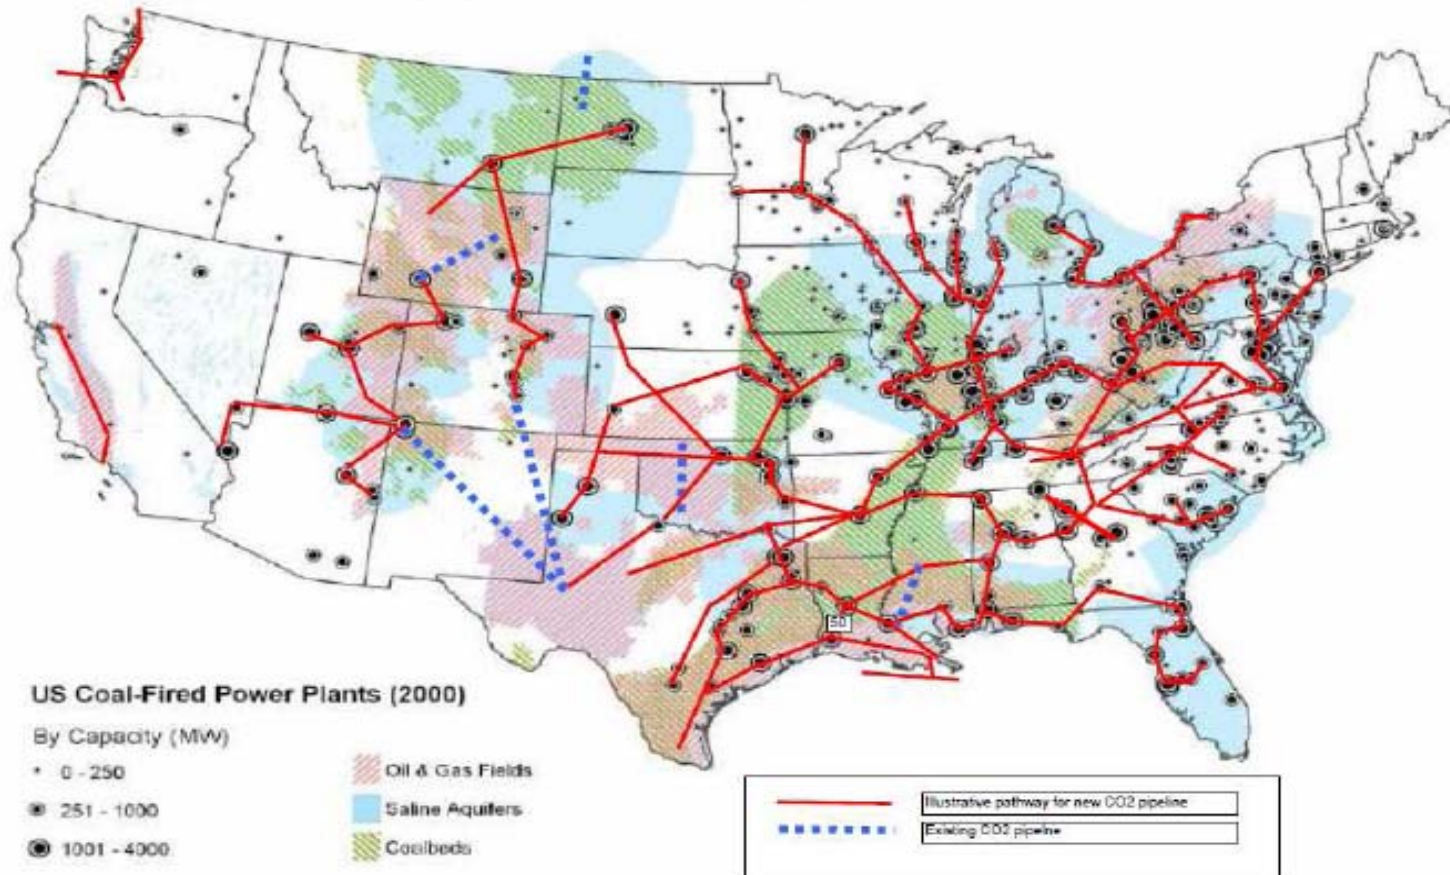 50
US Coal-Fired Power Plants (2000)
By Capacity (MW)
0 - 250
251 - 1000
1001 - 4000
Oil & Gas Fields
Saline Aquifers
Coalbeds
Illustrative pathway for new CO2 pipeline
Existing CO2 pipeline